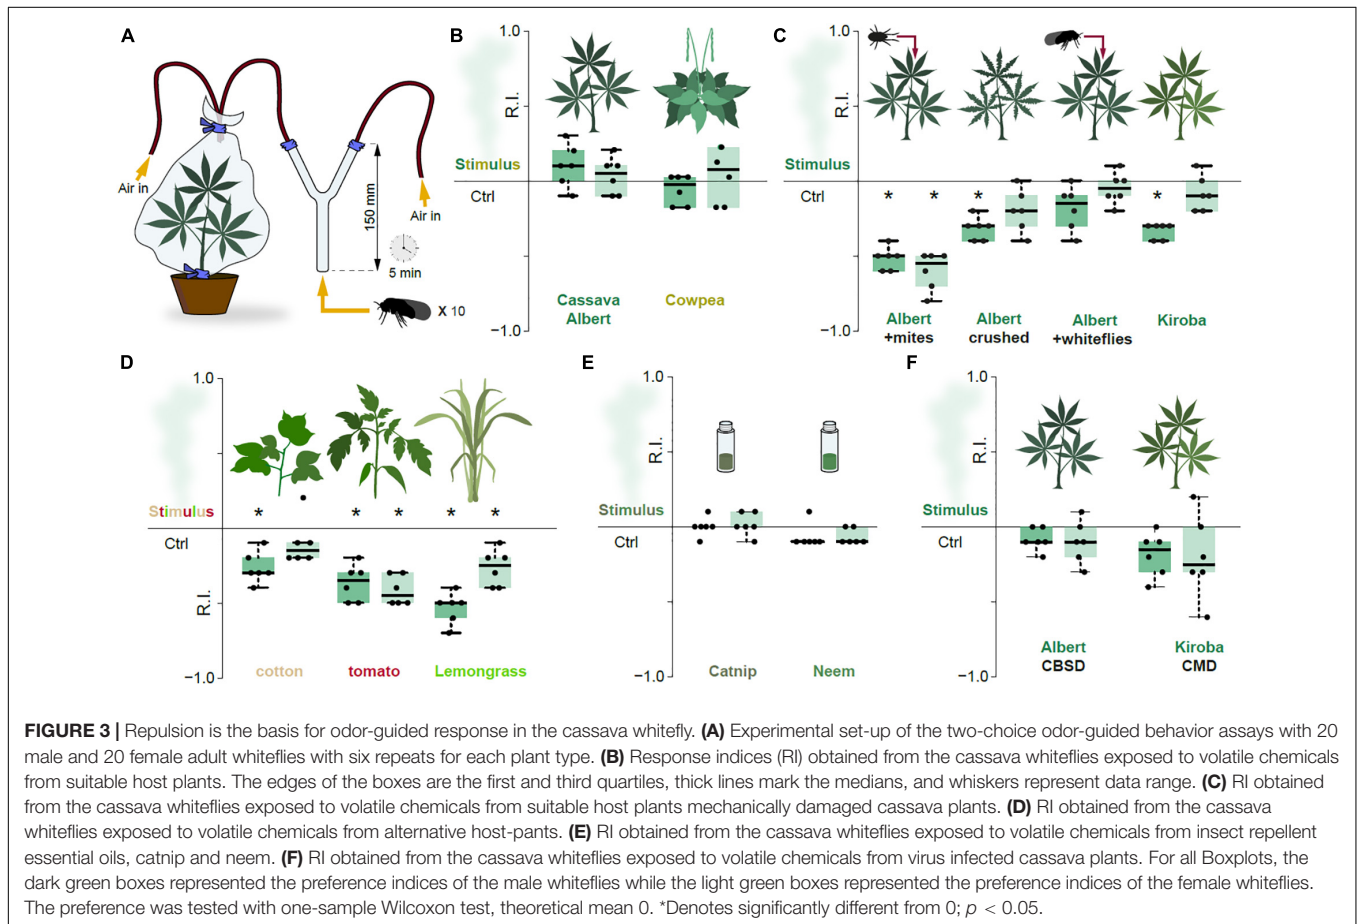 A
Air in
Air in
150 mm
5 min
X 10
B
1.0
R.I.
Stimulus
Ctrl
−1.0
Cassava
Albert
Cowpea
C
1.0
R.I.
Stimulus
Ctrl
* * * *
−1.0
Albert
+mites
Albert
crushed
Albert
+whiteflies
Kiroba
D
1.0
Stimulus
* * * * *
Ctrl
R.I.
−1.0
cotton
tomato
Lemongrass
E
1.0
R.I.
Stimulus
Ctrl
−1.0
Catnip
Neem
F
1.0
R.I.
Stimulus
Ctrl
−1.0
Albert
CBSD
Kiroba
CMD
FIGURE 3 | Repulsion is the basis for odor-guided response in the cassava whitefly. (A) Experimental set-up of the two-choice odor-guided behavior assays with 20
male and 20 female adult whiteflies with six repeats for each plant type. (B) Response indices (RI) obtained from the cassava whiteflies exposed to volatile chemicals
from suitable host plants. The edges of the boxes are the first and third quartiles, thick lines mark the medians, and whiskers represent data range. (C) RI obtained
from the cassava whiteflies exposed to volatile chemicals from suitable host plants mechanically damaged cassava plants. (D) RI obtained from the cassava
whiteflies exposed to volatile chemicals from alternative host-pants. (E) RI obtained from the cassava whiteflies exposed to volatile chemicals from insect repellent
essential oils, catnip and neem. (F) RI obtained from the cassava whiteflies exposed to volatile chemicals from virus infected cassava plants. For all Boxplots, the
dark green boxes represented the preference indices of the male whiteflies while the light green boxes represented the preference indices of the female whiteflies.
The preference was tested with one-sample Wilcoxon test, theoretical mean 0. *Denotes significantly different from 0; p < 0.05.